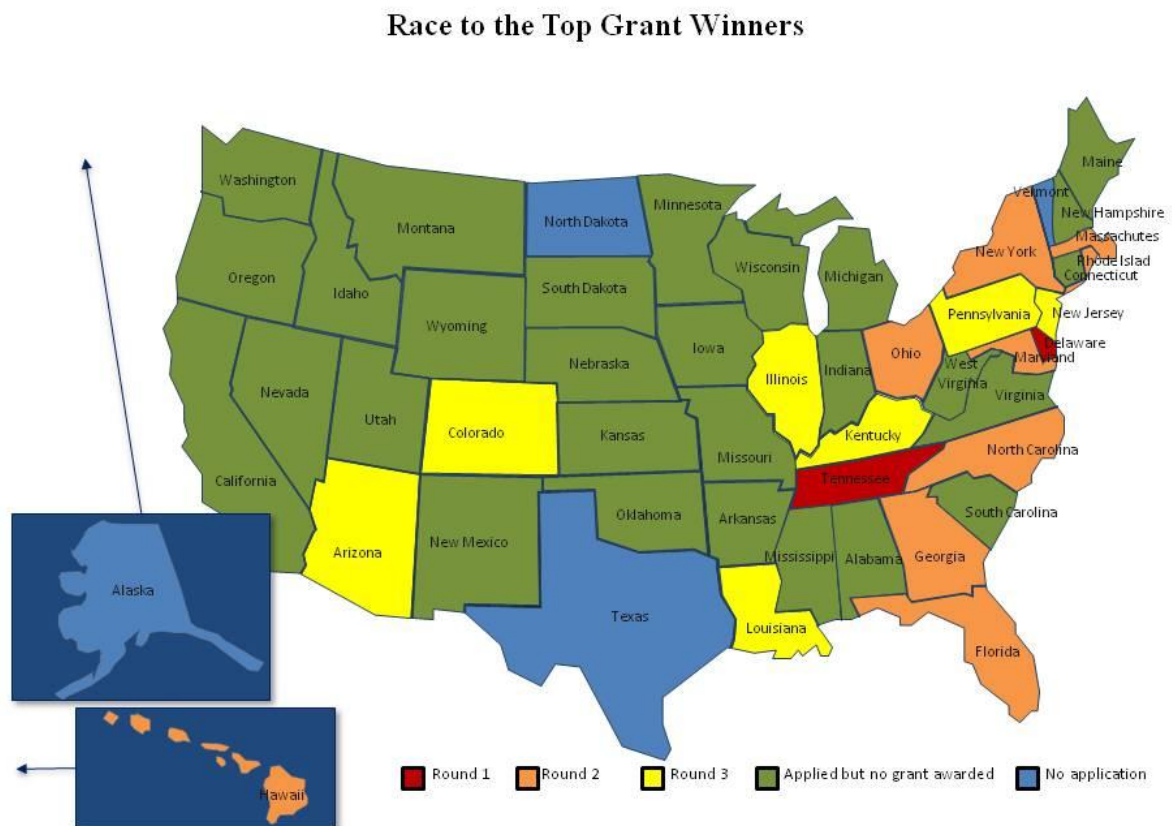 Race to the Top Grant Winners
Maine
Washington
Vermont
Minnesota
New Hampshire
North Dakota
Montana
Massachutes
New York
Rhode Islad
Wisconsin
Connecticut
Oregon
Michigan
Idaho
South Dakota
Pennsylvania
New Jersey
Wyoming
Delaware
Iowa
Ohio
Maryland
Nebraska
West
Virginia
Indiana
Illinois
Nevada
Virginia
Utah
Colorado
Kansas
Kentucky
North Carolina
Missouri
Tennessee
California
Oklahoma
South Carolina
Arkansas
New Mexico
Arizona
Mississippi
Alabama
Georgia
Alaska
Texas
Louisiana
Florida
Round 1
Round 2
Round 3
Applied but no grant awarded
No application
Hawaii